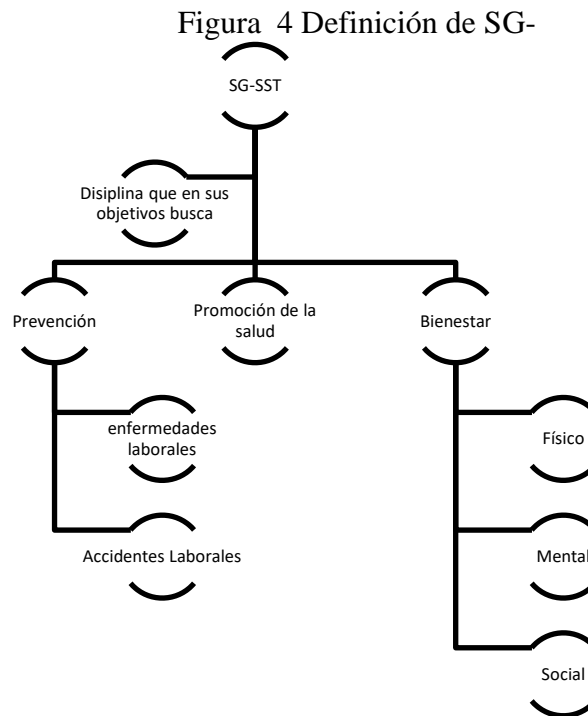 Figura 4 Definición de SG-
SG-SST
Disiplina que en sus
objetivos busca
Prevención
Promoción de la
salud
Bienestar
enfermedades
laborales
Accidentes Laborales
Físico
Mental
Social